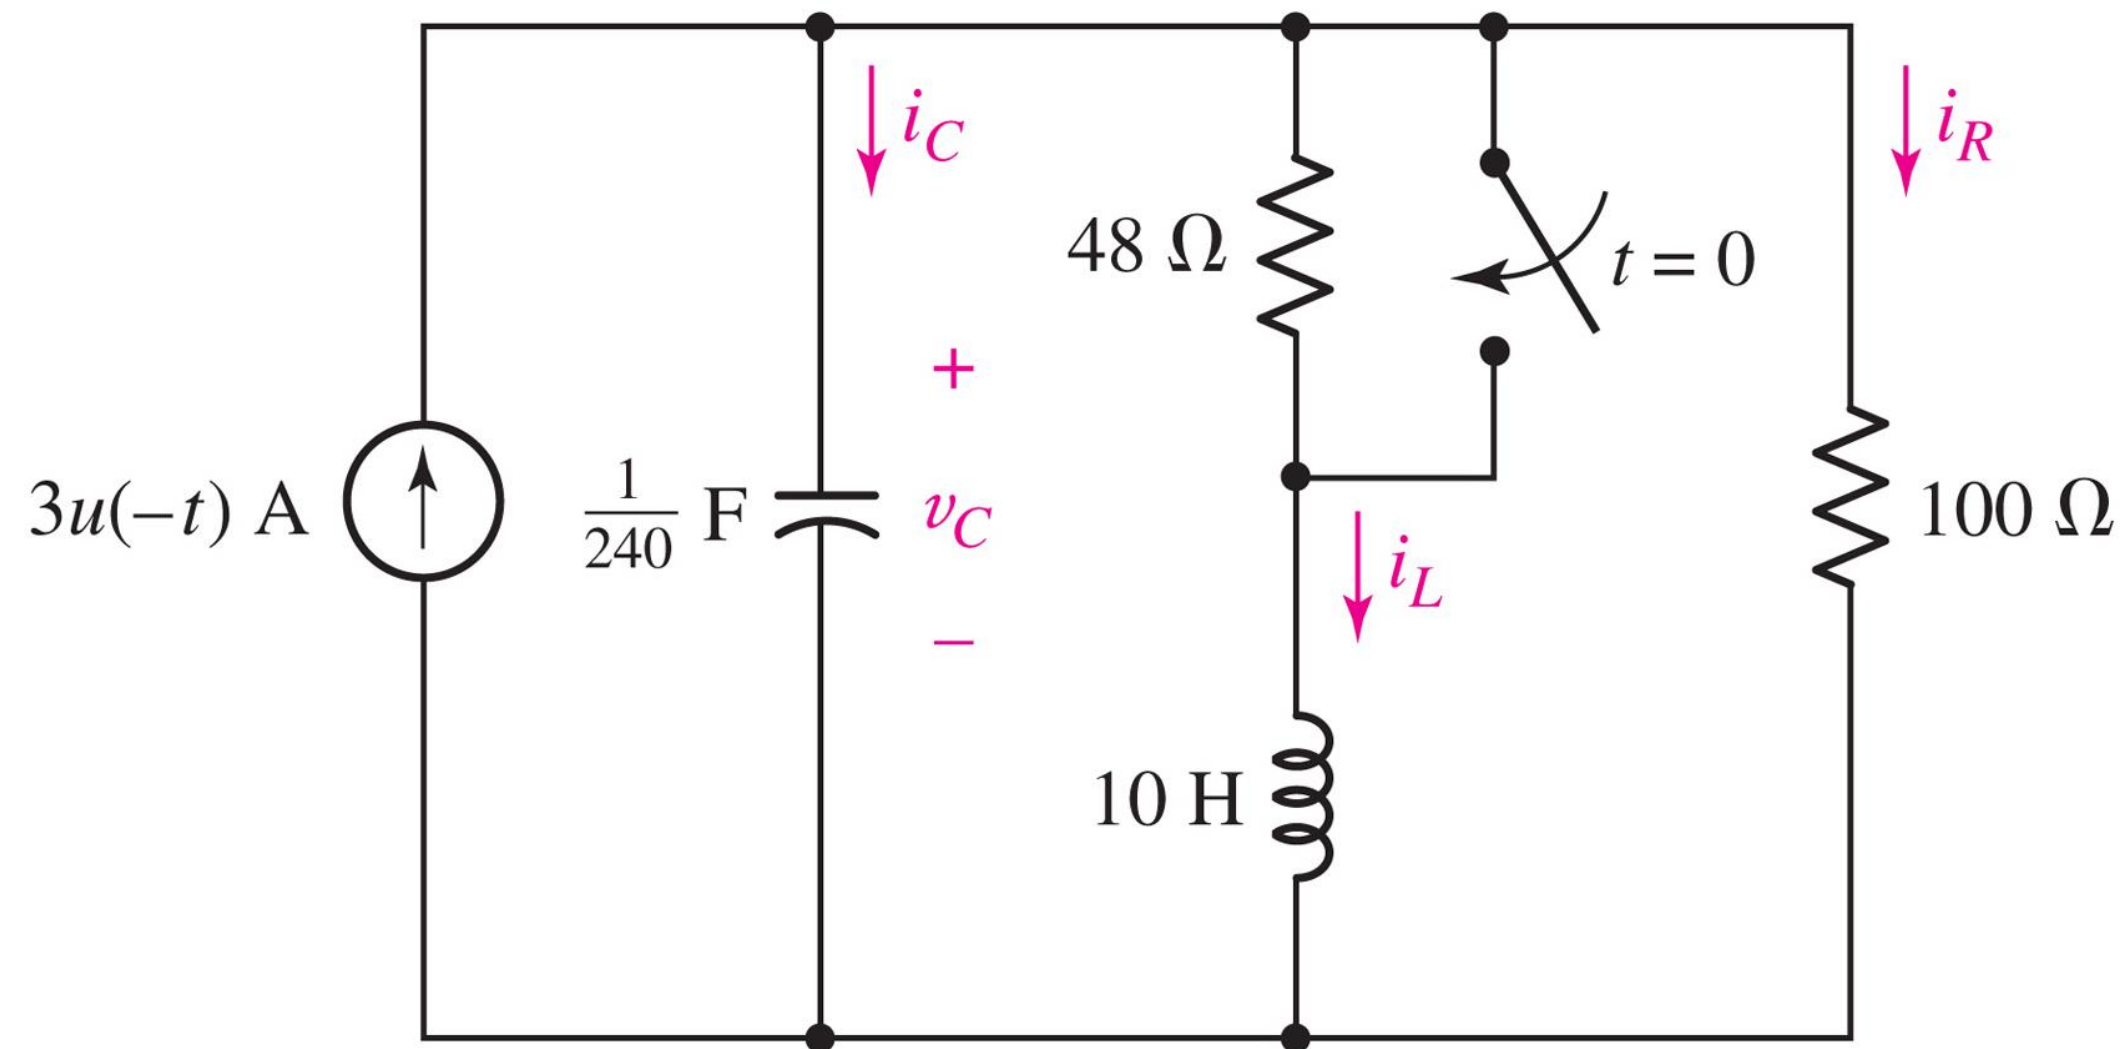 i_C
i_R
48 Ω
t = 0
+
3u(−t) A
1/240 F
v_C
100 Ω
i_L
−
10 H